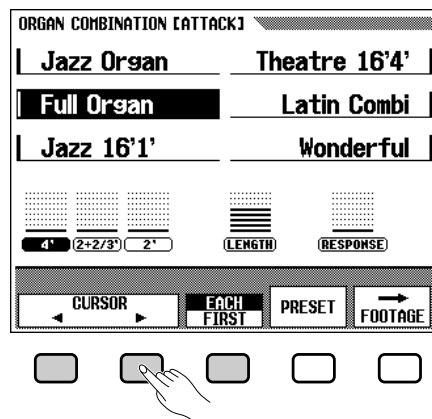 ORGAN COMBINATION [ATTACK]
Jazz Organ Theatre 16'4'
Full Organ Latin Combi
Jazz 16'1' Wonderful
4' 2+2/3' 2' LENGTH RESPONSE
CURSOR EACH PRESET
FIRST FOOTAGE